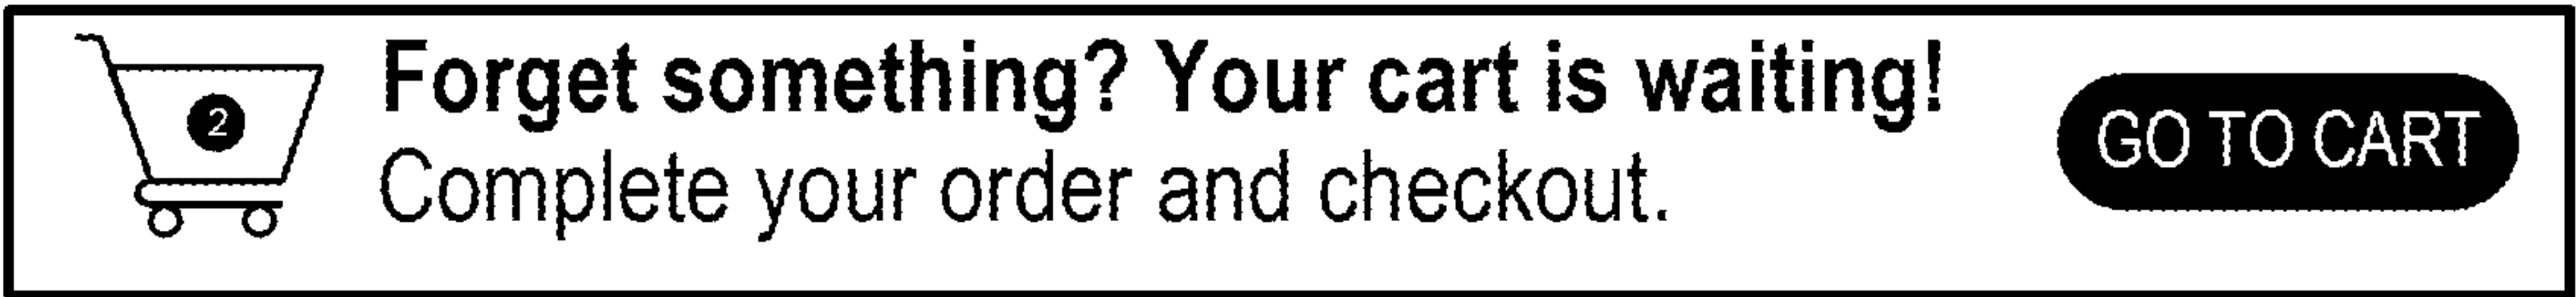 2
Forget something? Your cart is waiting!
Complete your order and checkout.
GO TO CART